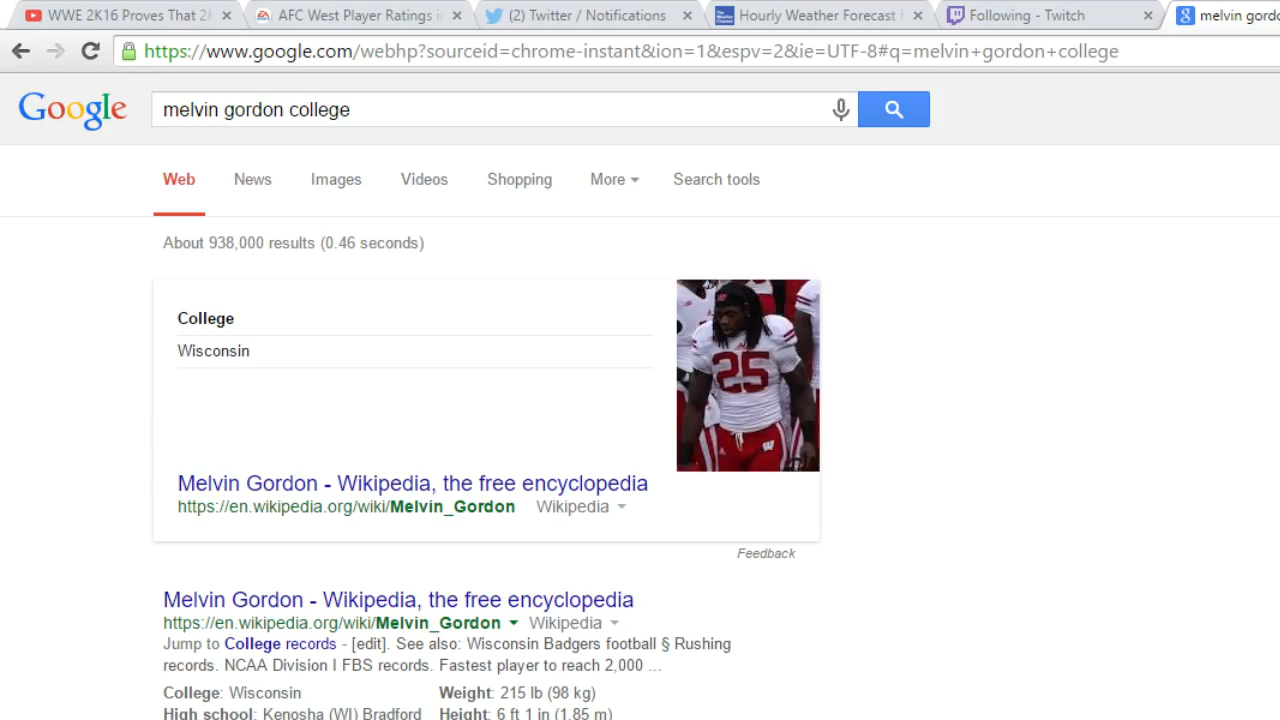 WWE 2K16 Proves That 2K
AFC West Player Ratings i
(2) Twitter / Notifications
Hourly Weather Forecast
Following - Twitch
melvin gordo
https://www.google.com/webhp?sourceid=chrome-instant&ion=1&espv=2&ie=UTF-8#q=melvin+gordon+college
Google
melvin gordon college
Web
News
Images
Videos
Shopping
More
Search tools
About 938,000 results (0.46 seconds)
College
Wisconsin
25
W
Melvin Gordon - Wikipedia, the free encyclopedia
https://en.wikipedia.org/wiki/Melvin_Gordon Wikipedia
Feedback
Melvin Gordon - Wikipedia, the free encyclopedia
https://en.wikipedia.org/wiki/Melvin_Gordon Wikipedia
Jump to College records - [edit]. See also: Wisconsin Badgers football § Rushing
records. NCAA Division I FBS records. Fastest player to reach 2,000 ...
College: Wisconsin Weight: 215 lb (98 kg)
High school: Kenosha (WI) Bradford Height: 6 ft 1 in (1.85 m)